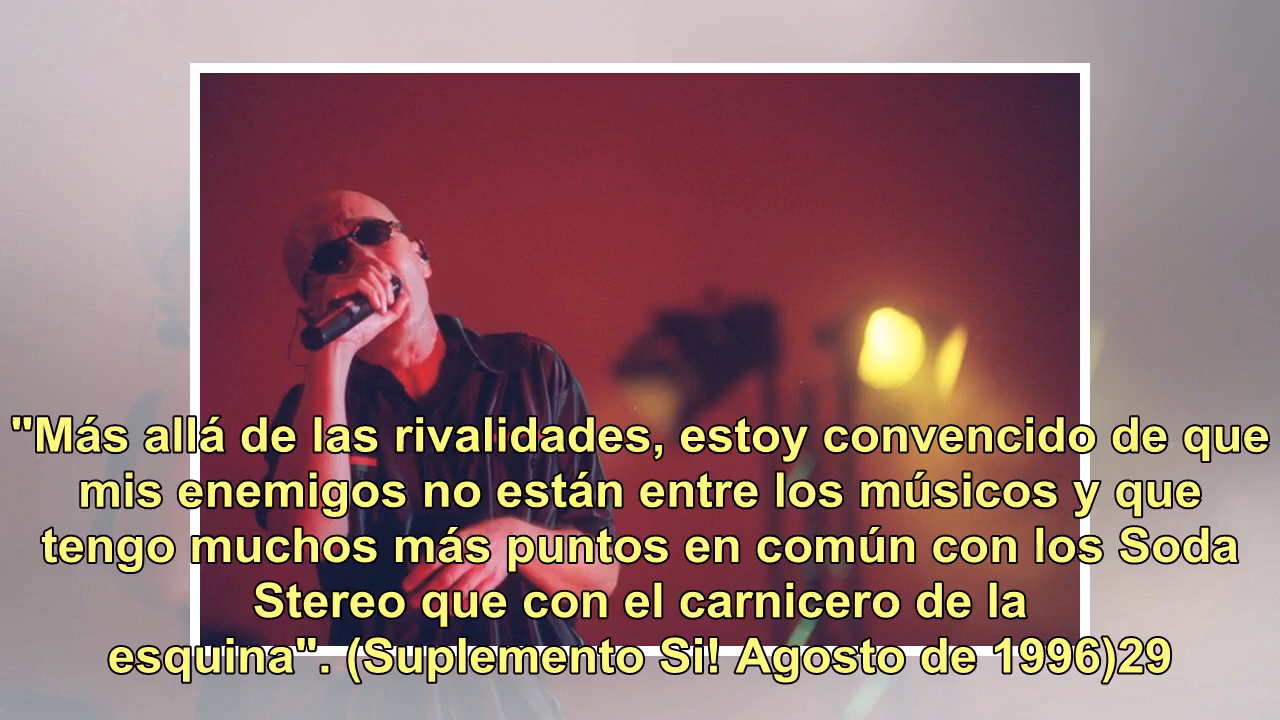 "Más allá de las rivalidades, estoy convencido de que
mis enemigos no están entre los músicos y que
tengo muchos más puntos en común con los Soda
Stereo que con el carnicero de la
esquina". (Suplemento Si! Agosto de 1996)29